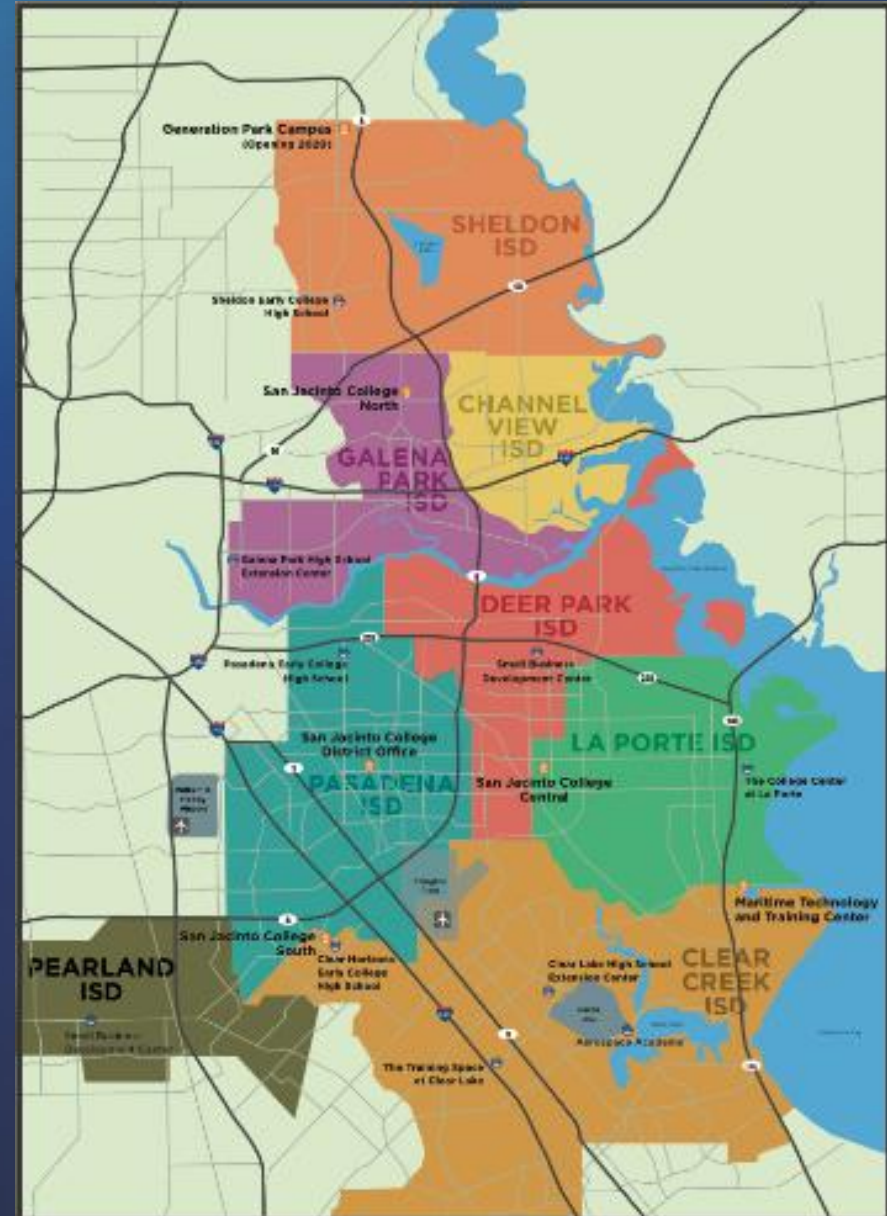 Generation Park Campus
(Opening 2020)
SHELDON
ISD
Sheldon Early College
High School
San Jacinto College
North
CHANNEL
VIEW
ISD
GALENA
PARK
ISD
Galena Park High School
Extension Center
DEER PARK
ISD
Pasadena Early College
High School
Small Business
Development Center
San Jacinto College
District Office
LA PORTE ISD
PASADENA
ISD
San Jacinto College
Central
The College Center
at La Porte
Maritime Technology
and Training Center
San Jacinto College
South
Clear Horizons
Early College
High School
PEARLAND
ISD
Clear Lake High School
Extension Center
CLEAR
CREEK
ISD
Small Business
Development Center
Aerospace Academy
The Training Space
at Clear Lake